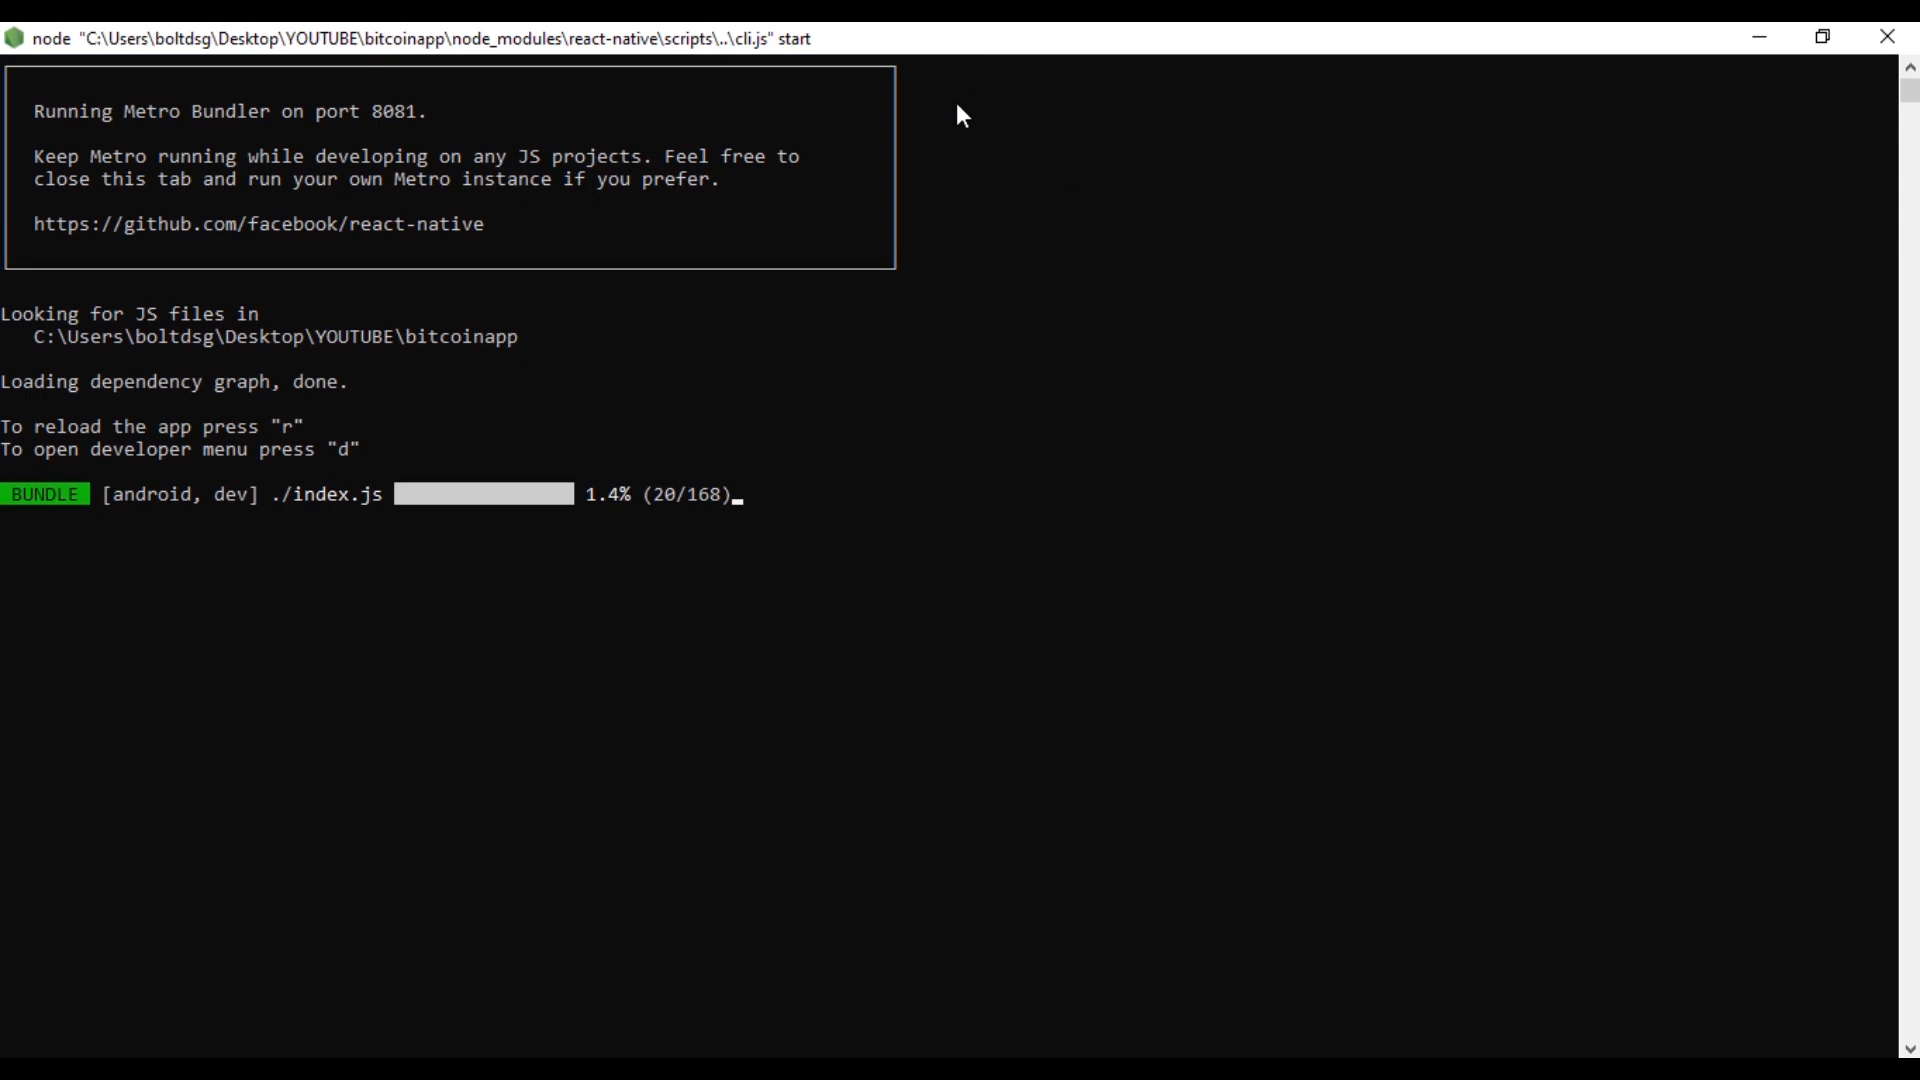 node "C:\Users\boltdsg\Desktop\YOUTUBE\bitcoinapp\node_modules\react-native\scripts\..\cli.js" start
Running Metro Bundler on port 8081.
Keep Metro running while developing on any JS projects. Feel free to
close this tab and run your own Metro instance if you prefer.
https://github.com/facebook/react-native
Looking for JS files in
C:\Users\boltdsg\Desktop\YOUTUBE\bitcoinapp
Loading dependency graph, done.
To reload the app press "r"
To open developer menu press "d"
BUNDLE [android, dev] ./index.js 1.4% (20/168)